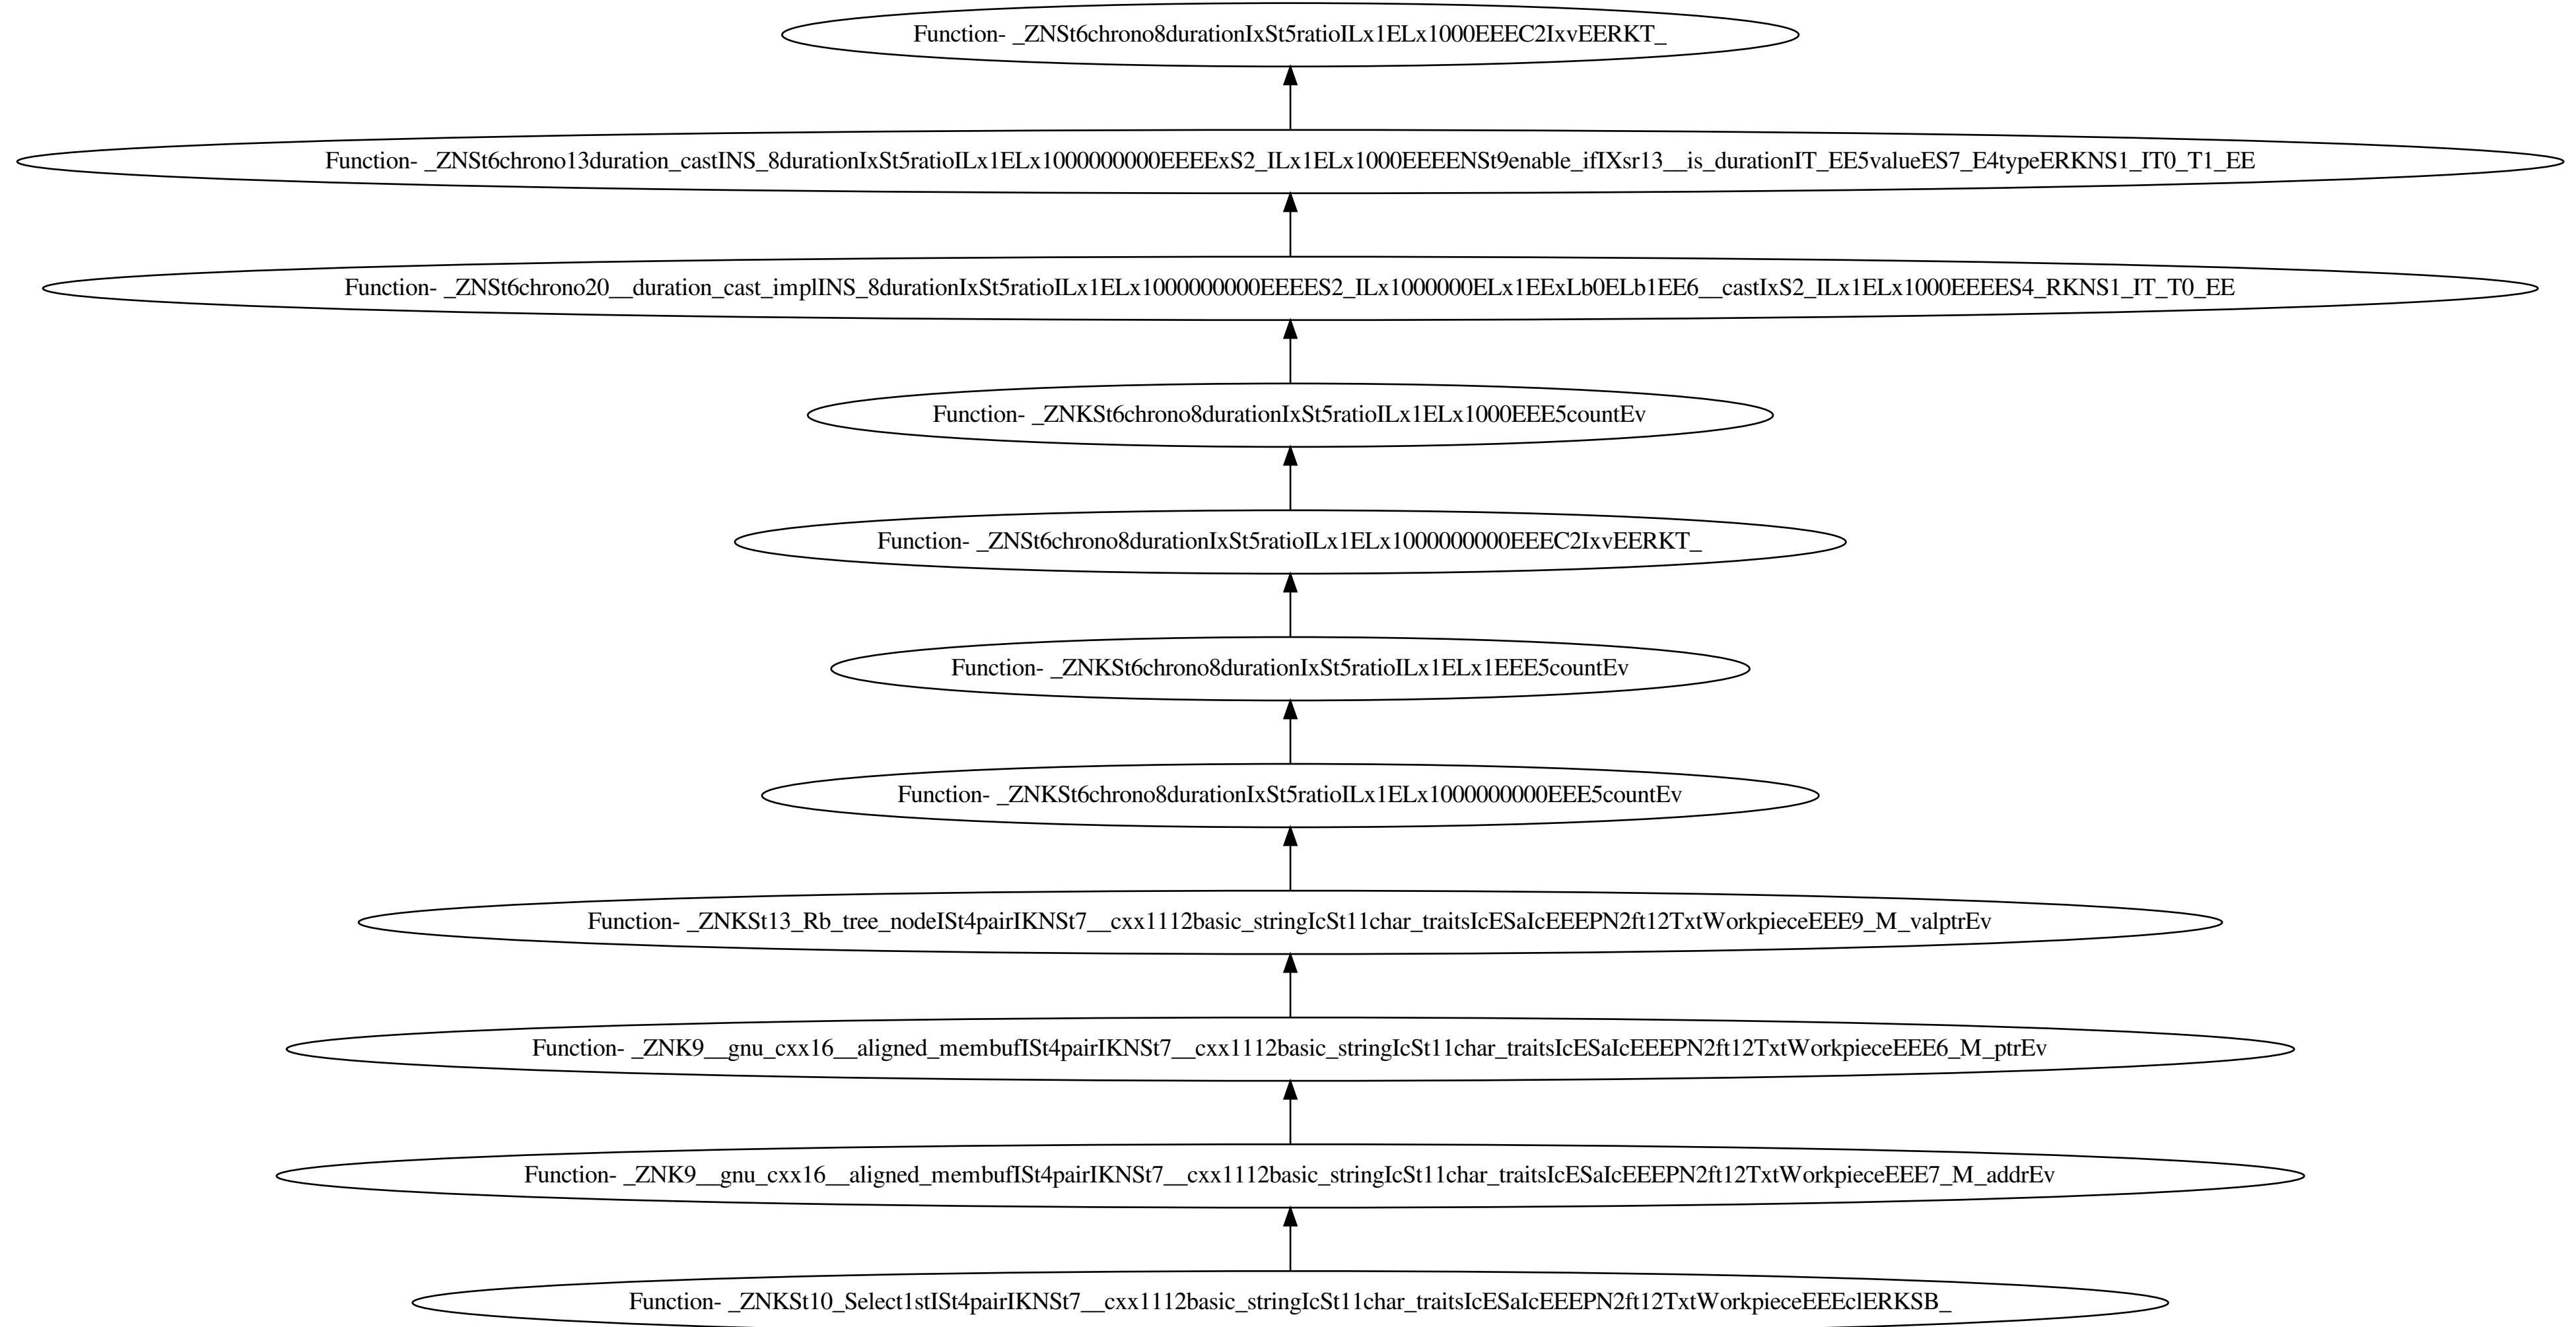 Function- _ZNSt6chrono8durationIxSt5ratioILx1ELx1000EEEC2IxvEERKT_
Function- _ZNSt6chrono13duration_castINS_8durationIxSt5ratioILx1ELx1000000000EEEExS2_ILx1ELx1000EEEENSt9enable_ifIXsr13__is_durationIT_EE5valueES7_E4typeERKNS1_IT0_T1_EE
Function- _ZNSt6chrono20__duration_cast_implINS_8durationIxSt5ratioILx1ELx1000000000EEEES2_ILx1000000ELx1EExLb0ELb1EE6__castIxS2_ILx1ELx1000EEEES4_RKNS1_IT_T0_EE
Function- _ZNKSt6chrono8durationIxSt5ratioILx1ELx1000EEE5countEv
Function- _ZNSt6chrono8durationIxSt5ratioILx1ELx1000000000EEEC2IxvEERKT_
Function- _ZNKSt6chrono8durationIxSt5ratioILx1ELx1EEE5countEv
Function- _ZNKSt6chrono8durationIxSt5ratioILx1ELx1000000000EEE5countEv
Function- _ZNKSt13_Rb_tree_nodeISt4pairIKNSt7__cxx1112basic_stringIcSt11char_traitsIcESaIcEEEPN2ft12TxtWorkpieceEEE9_M_valptrEv
Function- _ZNK9__gnu_cxx16__aligned_membufISt4pairIKNSt7__cxx1112basic_stringIcSt11char_traitsIcESaIcEEEPN2ft12TxtWorkpieceEEE6_M_ptrEv
Function- _ZNK9__gnu_cxx16__aligned_membufISt4pairIKNSt7__cxx1112basic_stringIcSt11char_traitsIcESaIcEEEPN2ft12TxtWorkpieceEEE7_M_addrEv
Function- _ZNKSt10_Select1stISt4pairIKNSt7__cxx1112basic_stringIcSt11char_traitsIcESaIcEEEPN2ft12TxtWorkpieceEEEclERKSB_